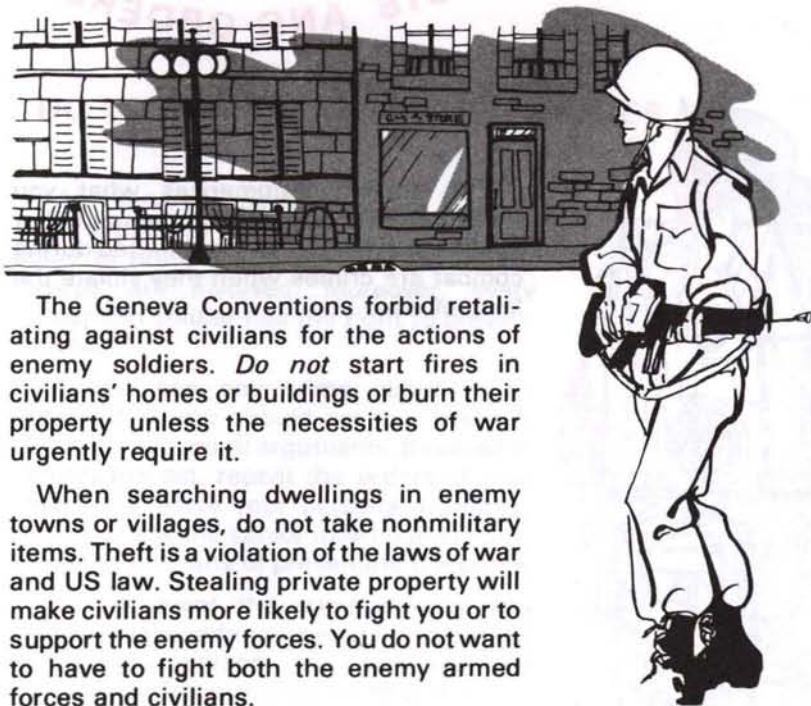 The Geneva Conventions forbid retali-
ating against civilians for the actions of
enemy soldiers. Do not start fires in
civilians' homes or buildings or burn their
property unless the necessities of war
urgently require it.
When searching dwellings in enemy
towns or villages, do not take nonmilitary
items. Theft is a violation of the laws of war
and US law. Stealing private property will
make civilians more likely to fight you or to
support the enemy forces. You do not want
to have to fight both the enemy armed
forces and civilians.